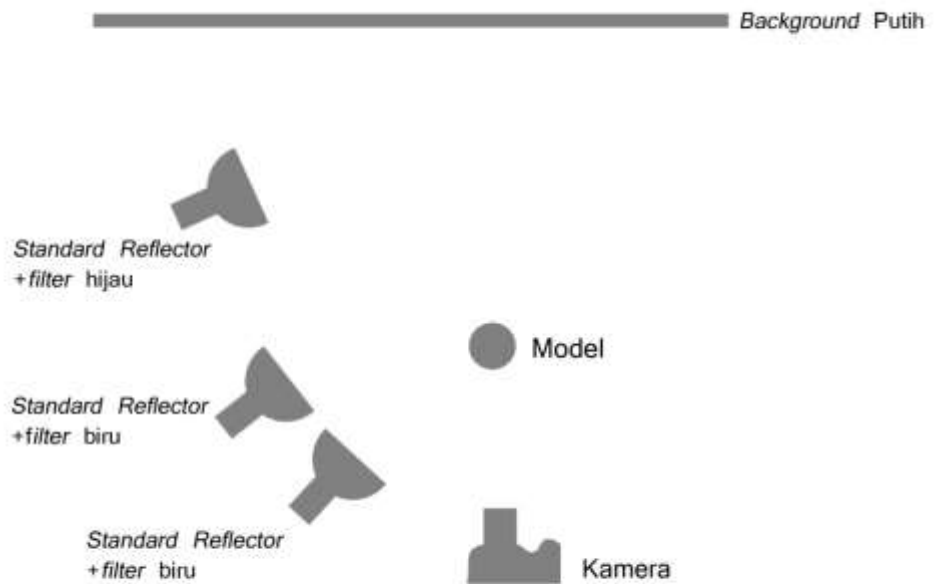 Background Putih
Standard Reflector
+filter hijau
Model
Standard Reflector
+filter biru
Standard Reflector
+filter biru
Kamera